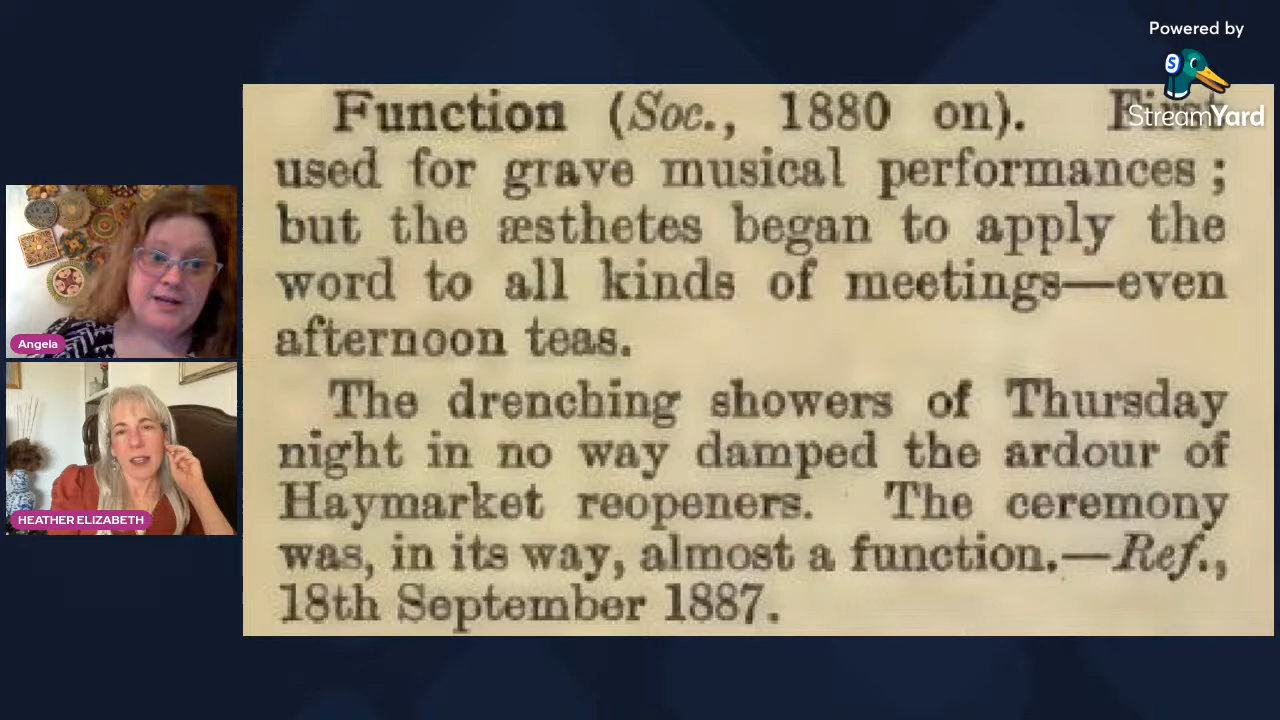 Powered by
StreamYard
Function (Soc., 1880 on). First
used for grave musical performances ;
but the æsthetes began to apply the
word to all kinds of meetings—even
afternoon teas.
The drenching showers of Thursday
night in no way damped the ardour of
Haymarket reopeners. The ceremony
was, in its way, almost a function.—Ref.,
18th September 1887.
Angela
HEATHER ELIZABETH